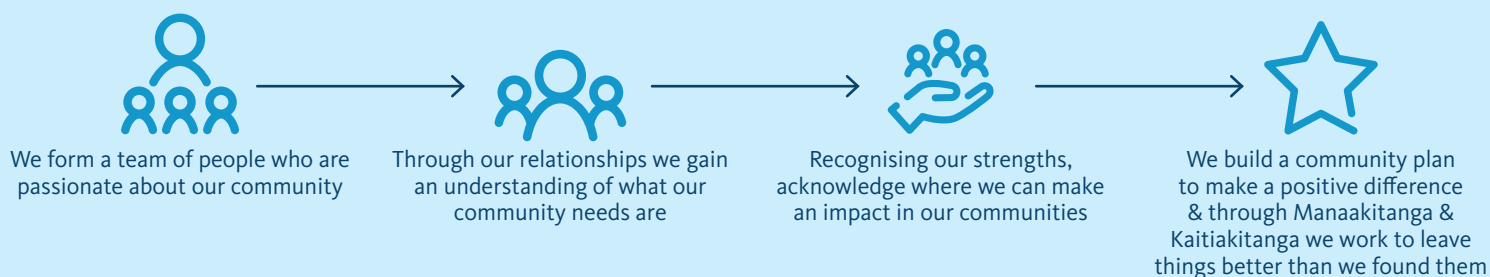 We form a team of people who are
passionate about our community
Through our relationships we gain
an understanding of what our
community needs are
Recognising our strengths,
acknowledge where we can make
an impact in our communities
We build a community plan
to make a positive difference
& through Manaakitanga &
Kaitiakitanga we work to leave
things better than we found them